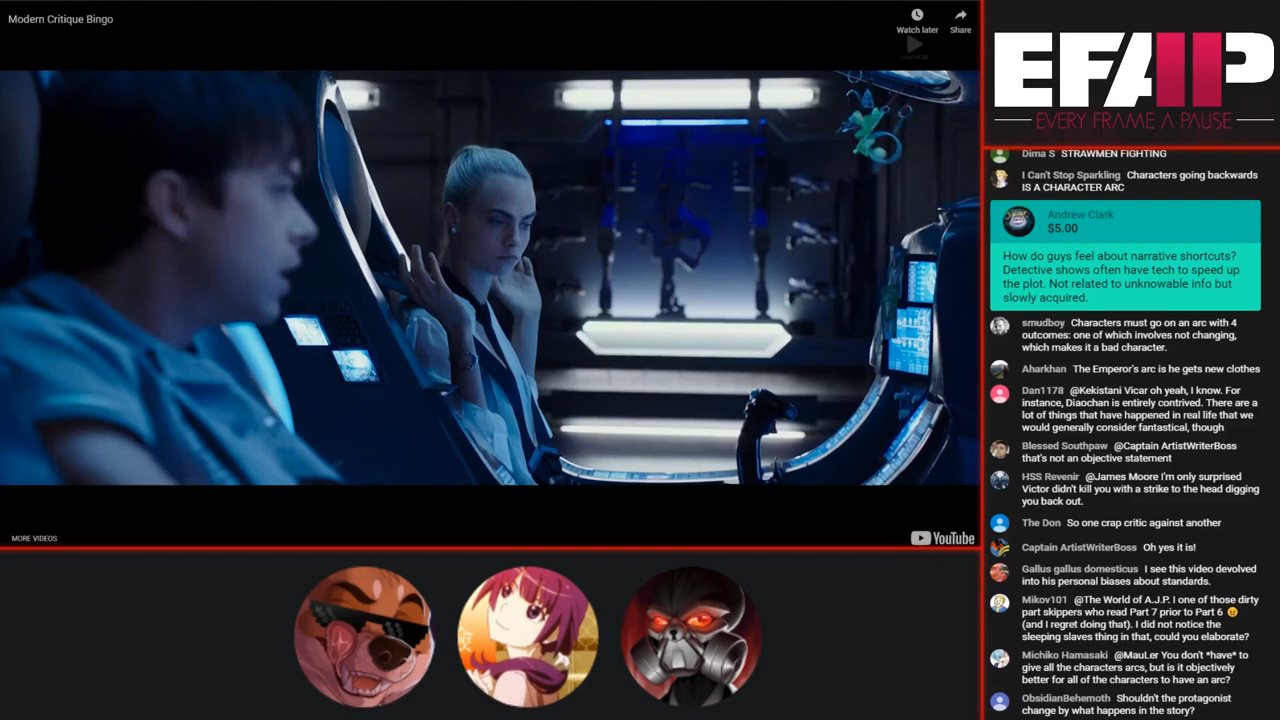 Modern Critique Bingo
Watch later
Share
MORE VIDEOS
YouTube
EFAP
EVERY FRAME A PAUSE
Dima S STRAWMEN FIGHTING
I Can't Stop Sparkling Characters going backwards
IS A CHARACTER ARC
Andrew Clark
$5.00
How do guys feel about narrative shortcuts?
Detective shows often have tech to speed up
the plot. Not related to unknowable info but
slowly acquired.
smudboy Characters must go on an arc with 4
outcomes: one of which involves not changing,
which makes it a bad character.
Aharkhan The Emperor's arc is he gets new clothes
Dan1178 @Kekistani Vicar oh yeah, I know. For
instance, Diaochan is entirely contrived. There are a
lot of things that have happened in real life that we
would generally consider fantastical, though
Blessed Southpaw @Captain ArtistWriterBoss
that's not an objective statement
HSS Revenir @James Moore I'm only surprised
Victor didn't kill you with a strike to the head digging
you back out.
The Don So one crap critic against another
Captain ArtistWriterBoss Oh yes it is!
Gallus gallus domesticus I see this video devolved
into his personal biases about standards.
Mikov101 @The World of A.J.P. I one of those dirty
part skippers who read Part 7 prior to Part 6
(and I regret doing that). I did not notice the
sleeping slaves thing in that, could you elaborate?
Michiko Hamasaki @MauLer You don't *have* to
give all the characters arcs, but is it objectively
better for all of the characters to have an arc?
ObsidianBehemoth Shouldn't the protagonist
change by what happens in the story?